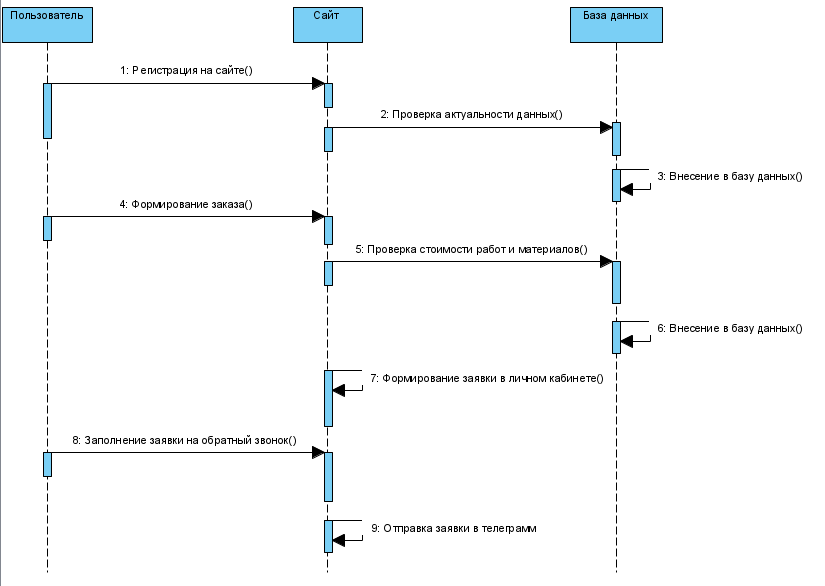 Пользователь
Сайт
База данных
1: Регистрация на сайте()
2: Проверка актуальности данных()
3: Внесение в базу данных()
4: Формирование заказа()
5: Проверка стоимости работ и материалов()
6: Внесение в базу данных()
7: Формирование заявки в личном кабинете()
8: Заполнение заявки на обратный звонок()
9: Отправка заявки в телеграмм